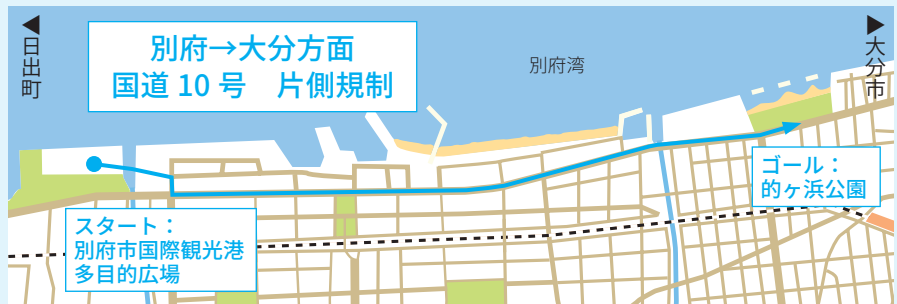 ◀日出町
別府→大分方面
国道 10 号　片側規制
別府湾
▶大分市
スタート：
別府市国際観光港
多目的広場
ゴール：
的ヶ浜公園